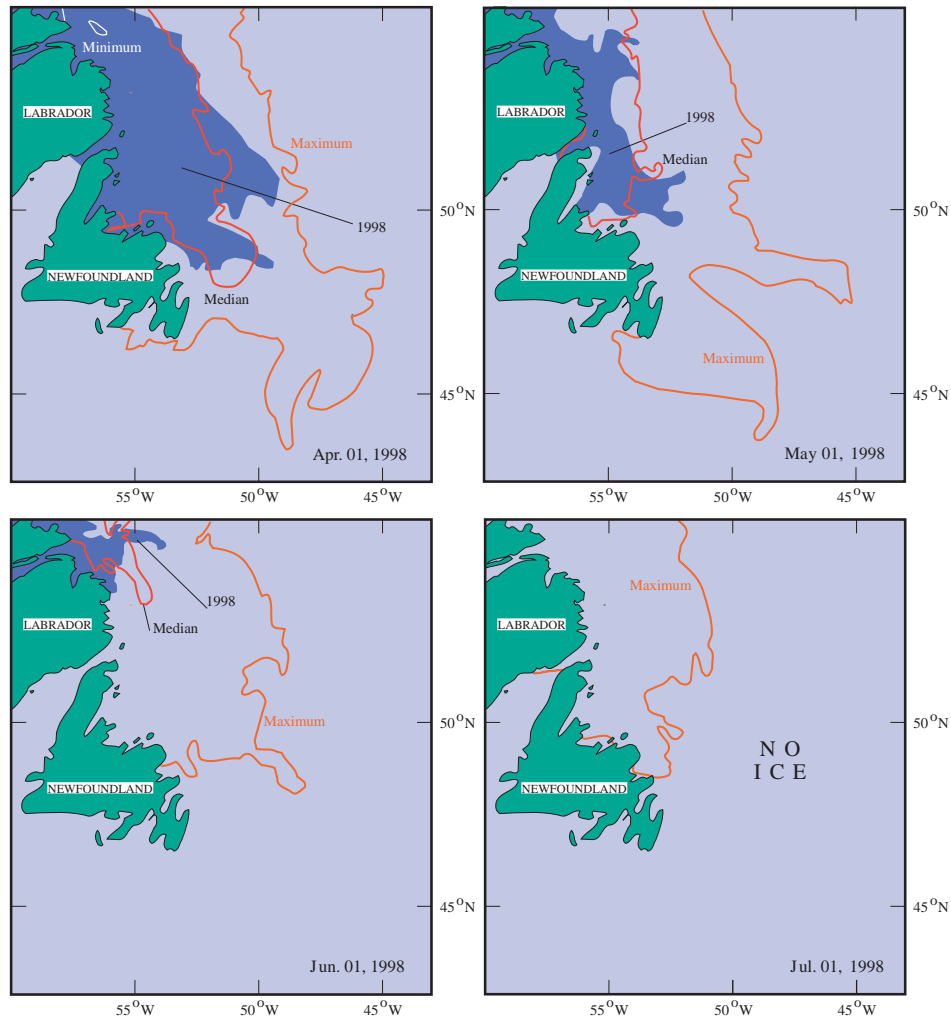 Minimum
LABRADOR
Maximum
1998
50°N
NEWFOUNDLAND
Median
45°N
Apr. 01, 1998
55°W
50°W
45°W
LABRADOR
1998
Median
50°N
NEWFOUNDLAND
Maximum
45°N
May 01, 1998
55°W
50°W
45°W
1998
LABRADOR
Median
Maximum
50°N
NEWFOUNDLAND
45°N
Jun. 01, 1998
55°W
50°W
45°W
Maximum
LABRADOR
50°N
NO
ICE
NEWFOUNDLAND
45°N
Jul. 01, 1998
55°W
50°W
45°W